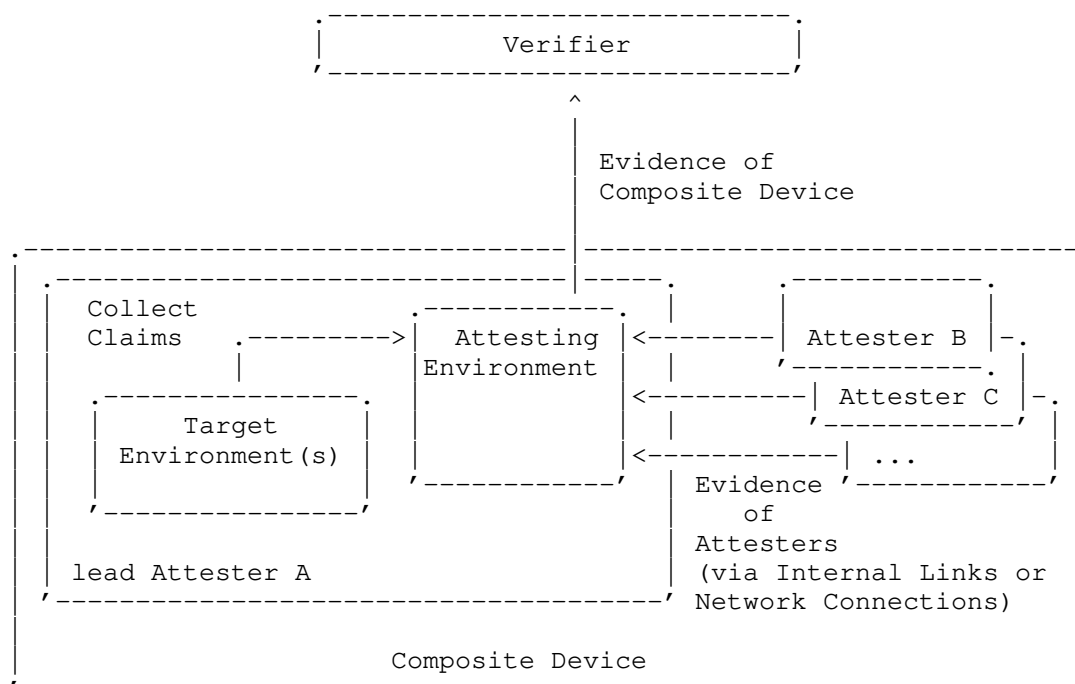 Verifier
Evidence of
Composite Device
Collect
Claims
Attesting
Environment
Attester B
Attester C
...
Target
Environment(s)
Evidence
of
Attesters
(via Internal Links or
Network Connections)
lead Attester A
Composite Device